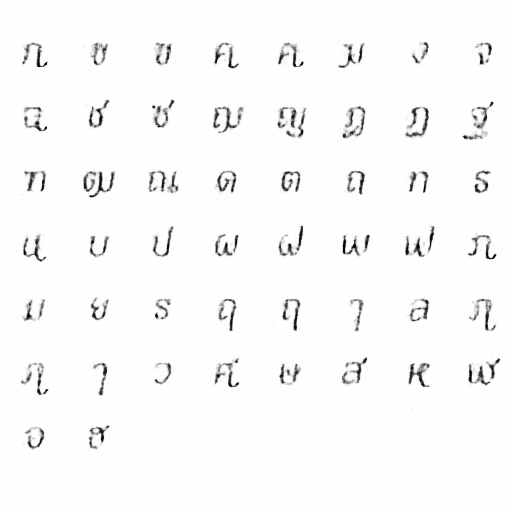 ก ข ฃ ค ฅ ฆ ง จ
ฉ ช ซ ฌ ญ ฎ ฏ ฐ
ฑ ฒ ณ ด ต ถ ท ธ
น บ ป ผ ฝ พ ฟ ภ
ม ย ร ฤ ฤ ๅ ล ฦ
ฦ ๅ ว ศ ษ ส ห ฬ
อ ฮ